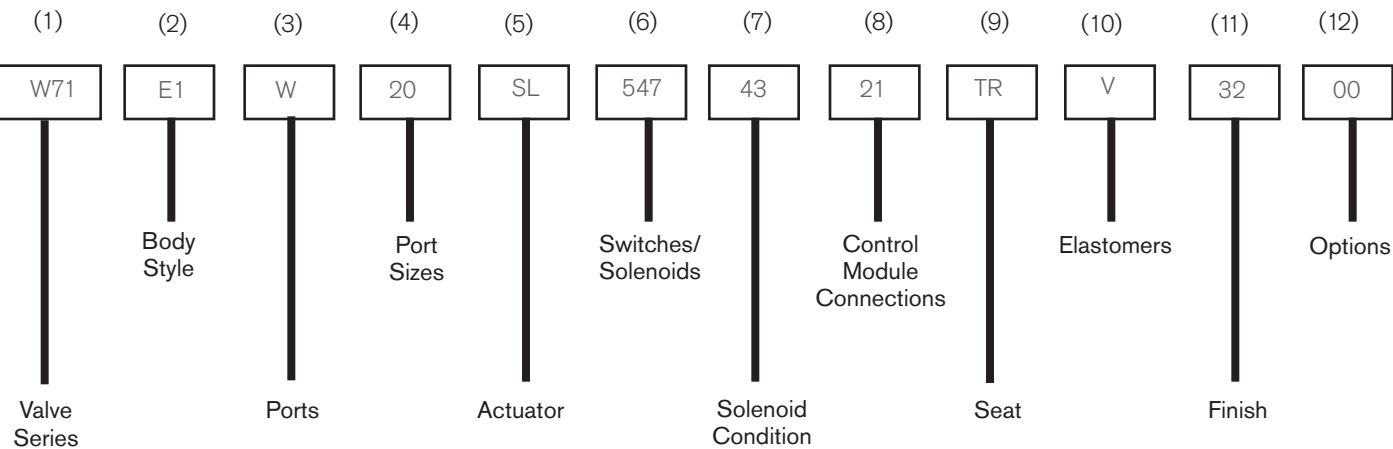 (1) (2) (3) (4) (5) (6) (7) (8) (9) (10) (11) (12)
W71 E1 W 20 SL 547 43 21 TR V 32 00
Body
Style
Port
Sizes
Switches/
Solenoids
Control
Module
Connections
Elastomers
Options
Valve
Series
Ports
Actuator
Solenoid
Condition
Seat
Finish